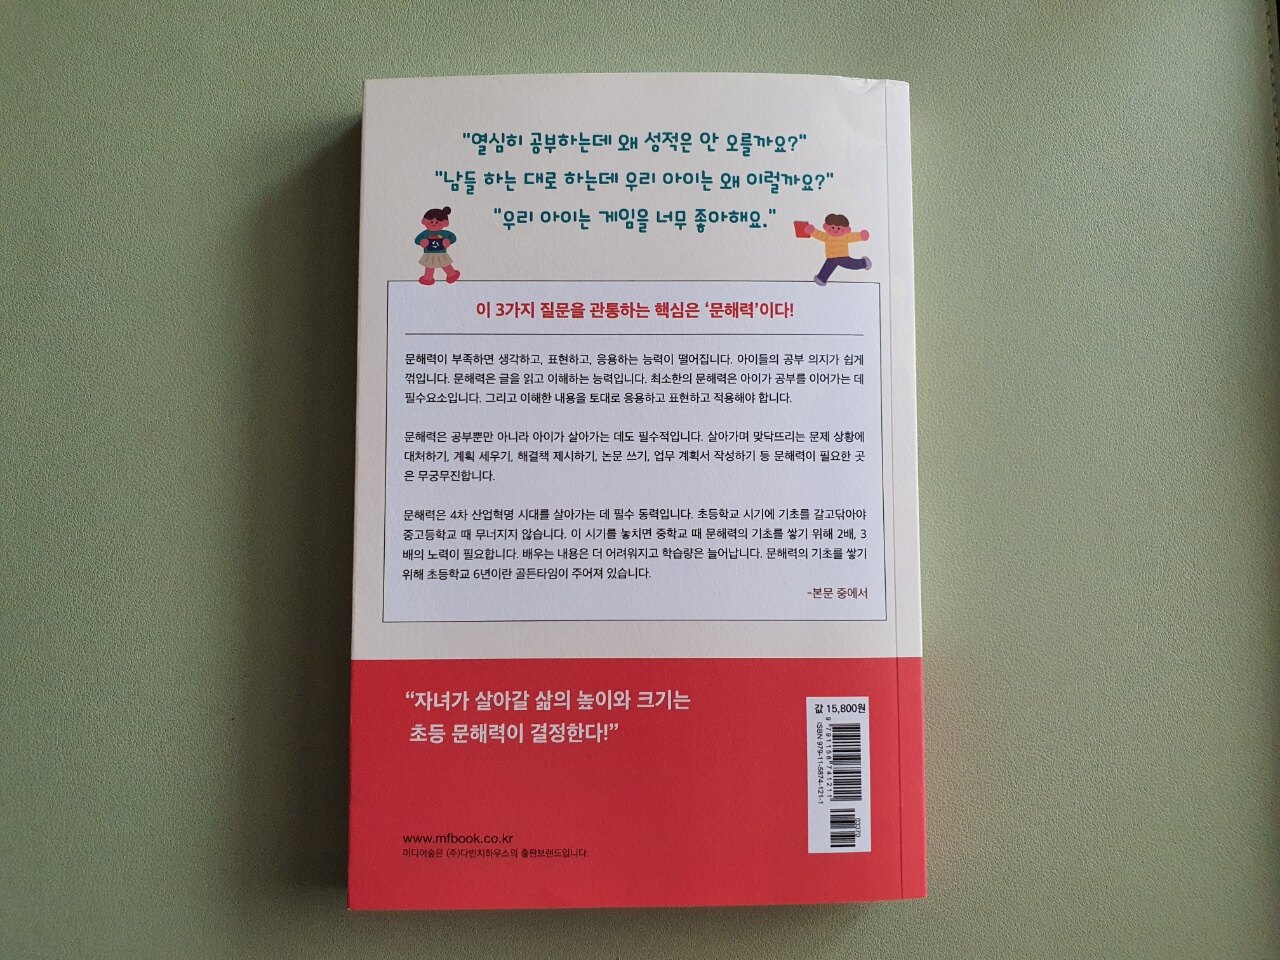 "열심히 공부하는데 왜 성적은 안 오를까요?"
"남들 하는 대로 하는데 우리 아이는 왜 이럴까요?"
"우리 아이는 게임을 너무 좋아해요."
이 3가지 질문을 관통하는 핵심은 ‘문해력’이다!
문해력이 부족하면 생각하고, 표현하고, 응용하는 능력이 떨어집니다. 아이들의 공부 의지가 쉽게
꺾입니다. 문해력은 글을 읽고 이해하는 능력입니다. 최소한의 문해력은 아이가 공부를 이어가는 데
필수요소입니다. 그리고 이해한 내용을 토대로 응용하고 표현하고 적용해야 합니다.
문해력은 공부뿐만 아니라 아이가 살아가는 데도 필수적입니다. 살아가며 맞닥뜨리는 문제 상황에
대처하기, 계획 세우기, 해결책 제시하기, 논문 쓰기, 업무 계획서 작성하기 등 문해력이 필요한 곳
은 무궁무진합니다.
문해력은 4차 산업혁명 시대를 살아가는 데 필수 동력입니다. 초등학교 시기에 기초를 갈고닦아야
중고등학교 때 무너지지 않습니다. 이 시기를 놓치면 중학교 때 문해력의 기초를 쌓기 위해 2배, 3
배의 노력이 필요합니다. 배우는 내용은 더 어려워지고 학습량은 늘어납니다. 문해력의 기초를 쌓기
위해 초등학교 6년이란 골든타임이 주어져 있습니다.
-본문 중에서
“자녀가 살아갈 삶의 높이와 크기는
초등 문해력이 결정한다!”
값 15,800원
9 791158 741211
ISBN 979-11-5874-121-1
03370
www.mfbook.co.kr
미디어숲은 (주)다빈치하우스의 출판브랜드입니다.